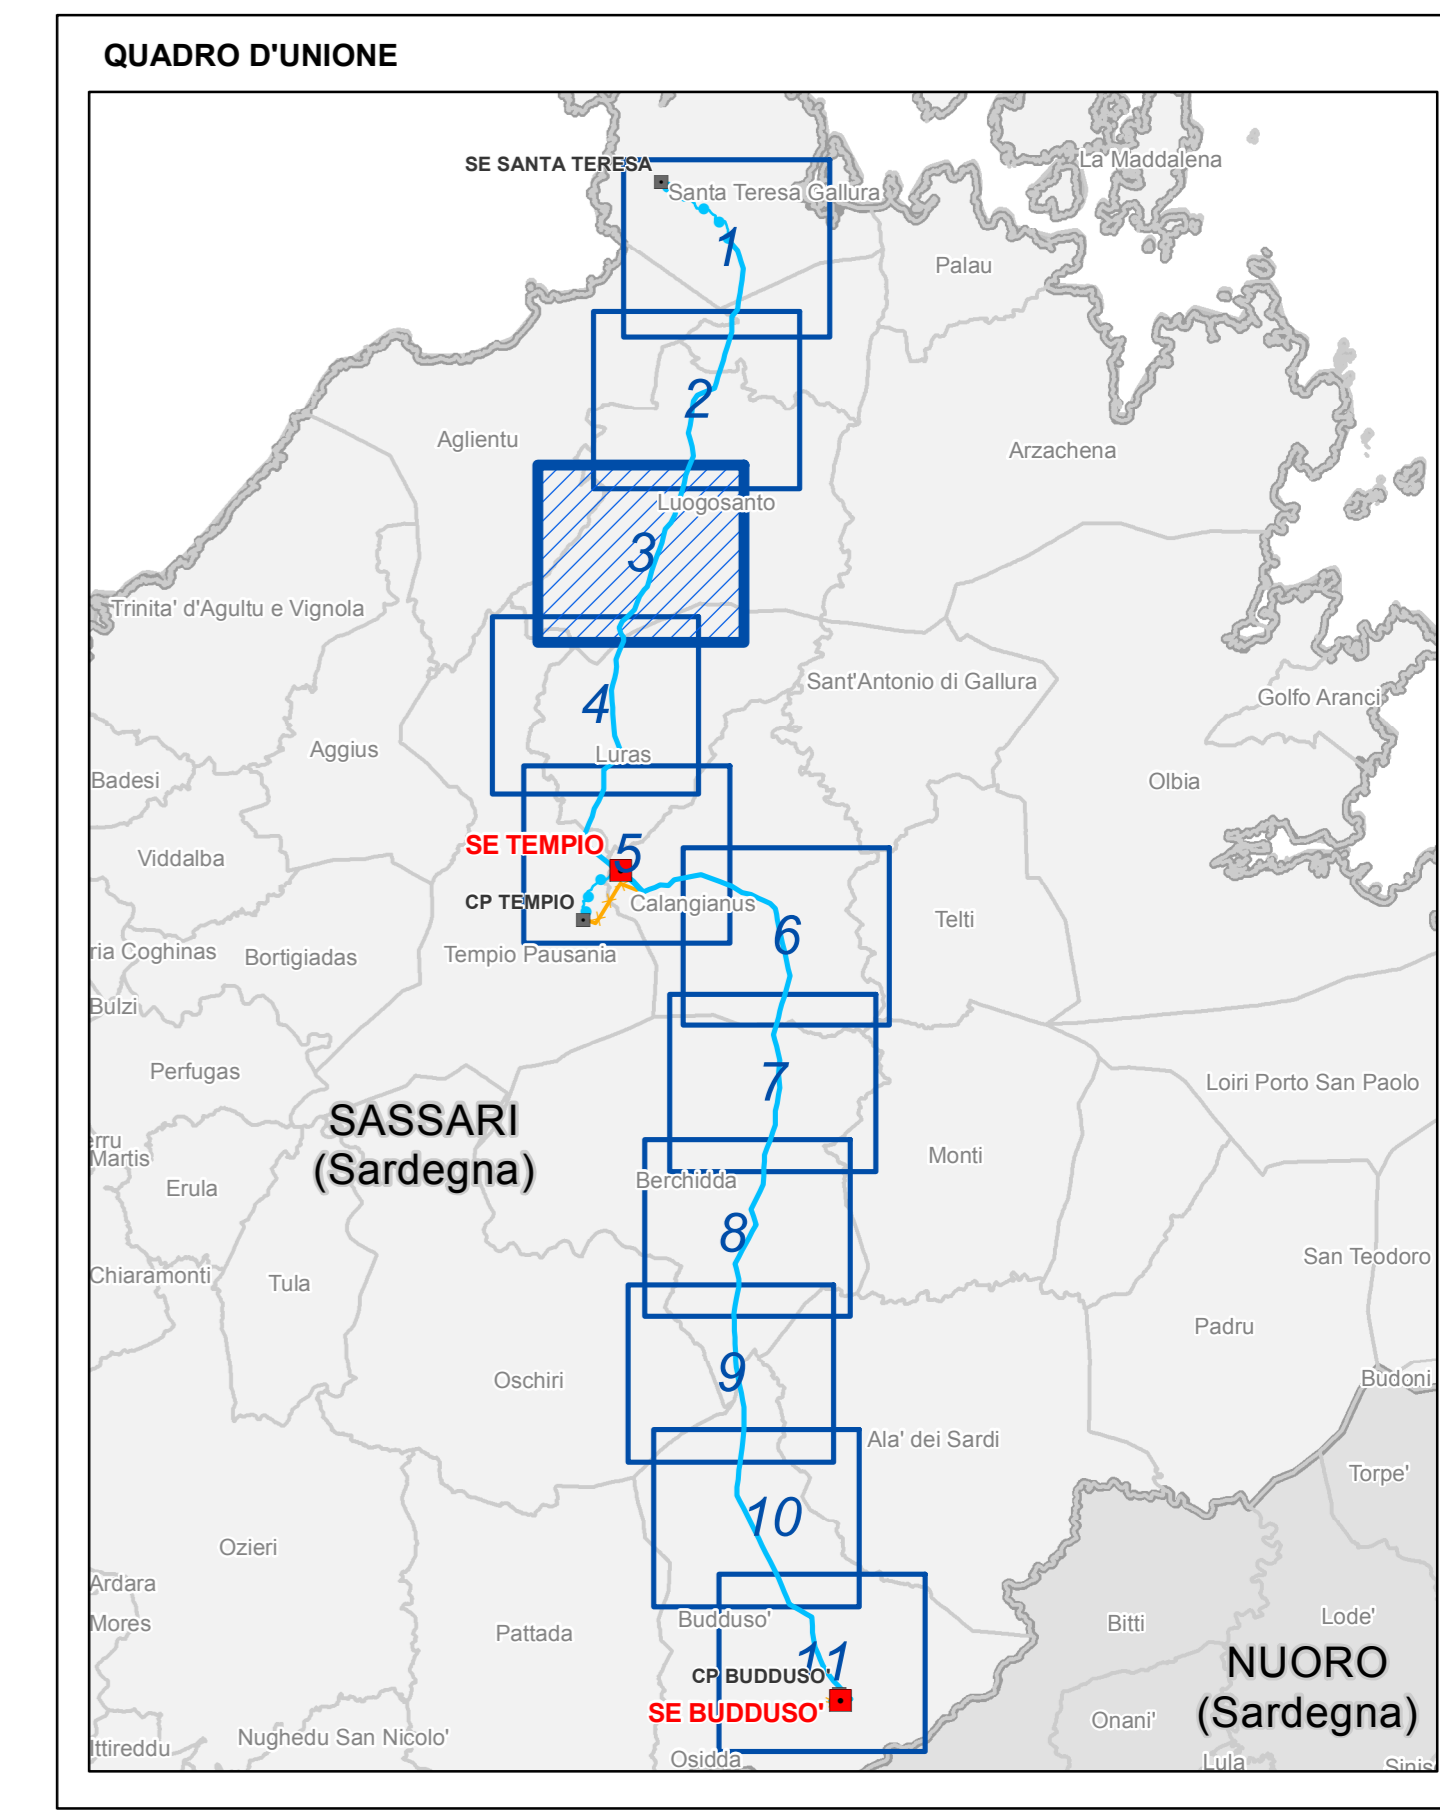 QUADRO D'UNIONE
SE SANTA TERESA
La Maddalena
Santa Teresa Gallura
1
Palau
2
Aglientu
Arzachena
Luogosanto
3
Trinita' d'Agultu e Vignola
Sant'Antonio di Gallura
Golfo Aranci
4
Aggius
Luras
Badesi
Olbia
SE TEMPIO
5
Viddalba
CP TEMPIO
Calangianus
Telti
6
ria Coghinas
Bortigiadas
Tempio Pausania
Bulzi
Perfugas
7
Loiri Porto San Paolo
SASSARI
(Sardegna)
erru
Martis
Monti
Erula
Berchidda
8
San Teodoro
Chiaramonti
Tula
Padru
9
Oschiri
Budoni
Ala' dei Sardi
Torpe'
10
Ozieri
Ardara
Mores
Budduso'
Bitti
Lode'
Pattada
11
NUORO
(Sardegna)
CP BUDDUSO'
SE BUDDUSO'
Onani'
Nughedu San Nicolo'
Ittireddu
Osidda
Lula
Sinis